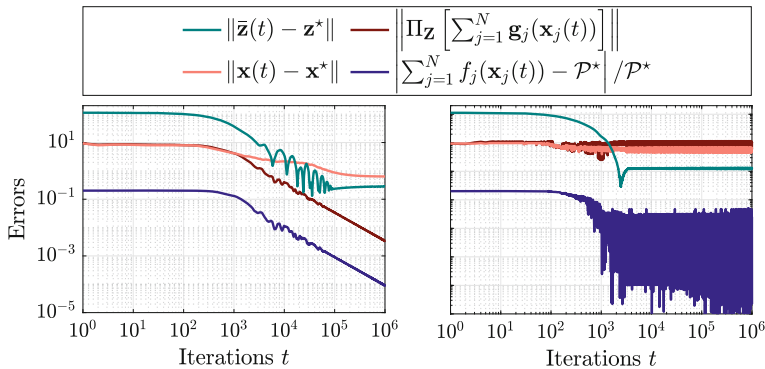 ‖z̄(t) − z⋆‖ ‖Π_Z [∑_{j=1}^{N} g_j(x_j(t))]‖
‖x(t) − x⋆‖ |∑_{j=1}^{N} f_j(x_j(t)) − 𝒫⋆| /𝒫⋆
Errors
10^1
10^−1
10^−3
10^−5
10^0 10^1 10^2 10^3 10^4 10^5 10^6
Iterations t
10^0 10^1 10^2 10^3 10^4 10^5 10^6
Iterations t